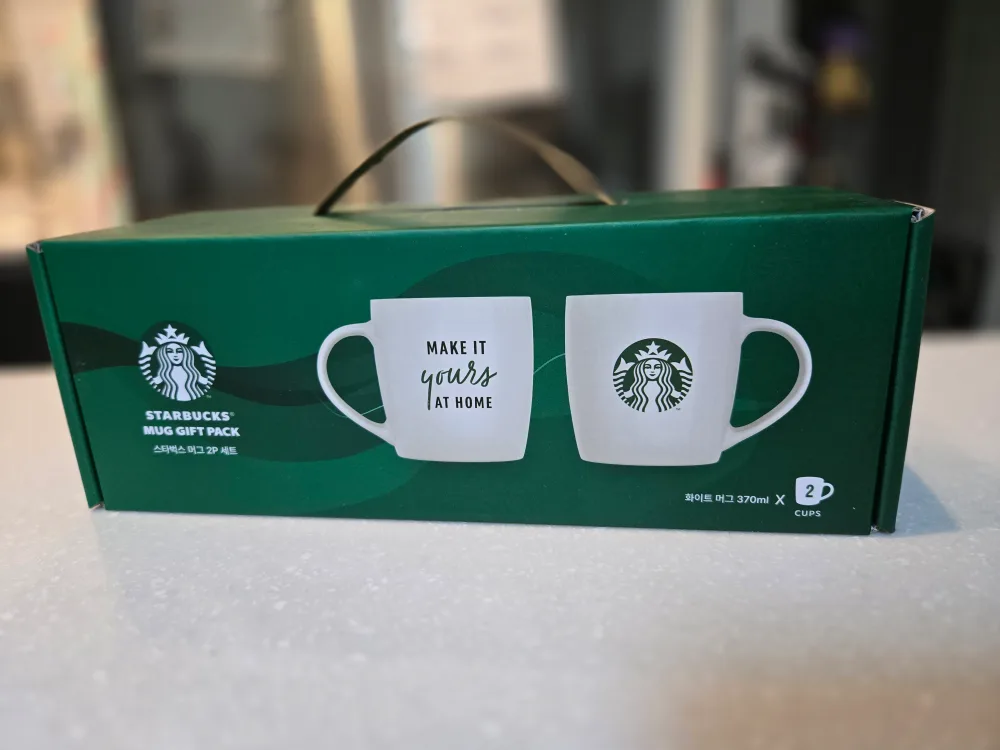 STARBUCKS®
MUG GIFT PACK
스타벅스 머그 2P 세트
MAKE IT
yours
AT HOME
화이트 머그 370ml X 2
CUPS